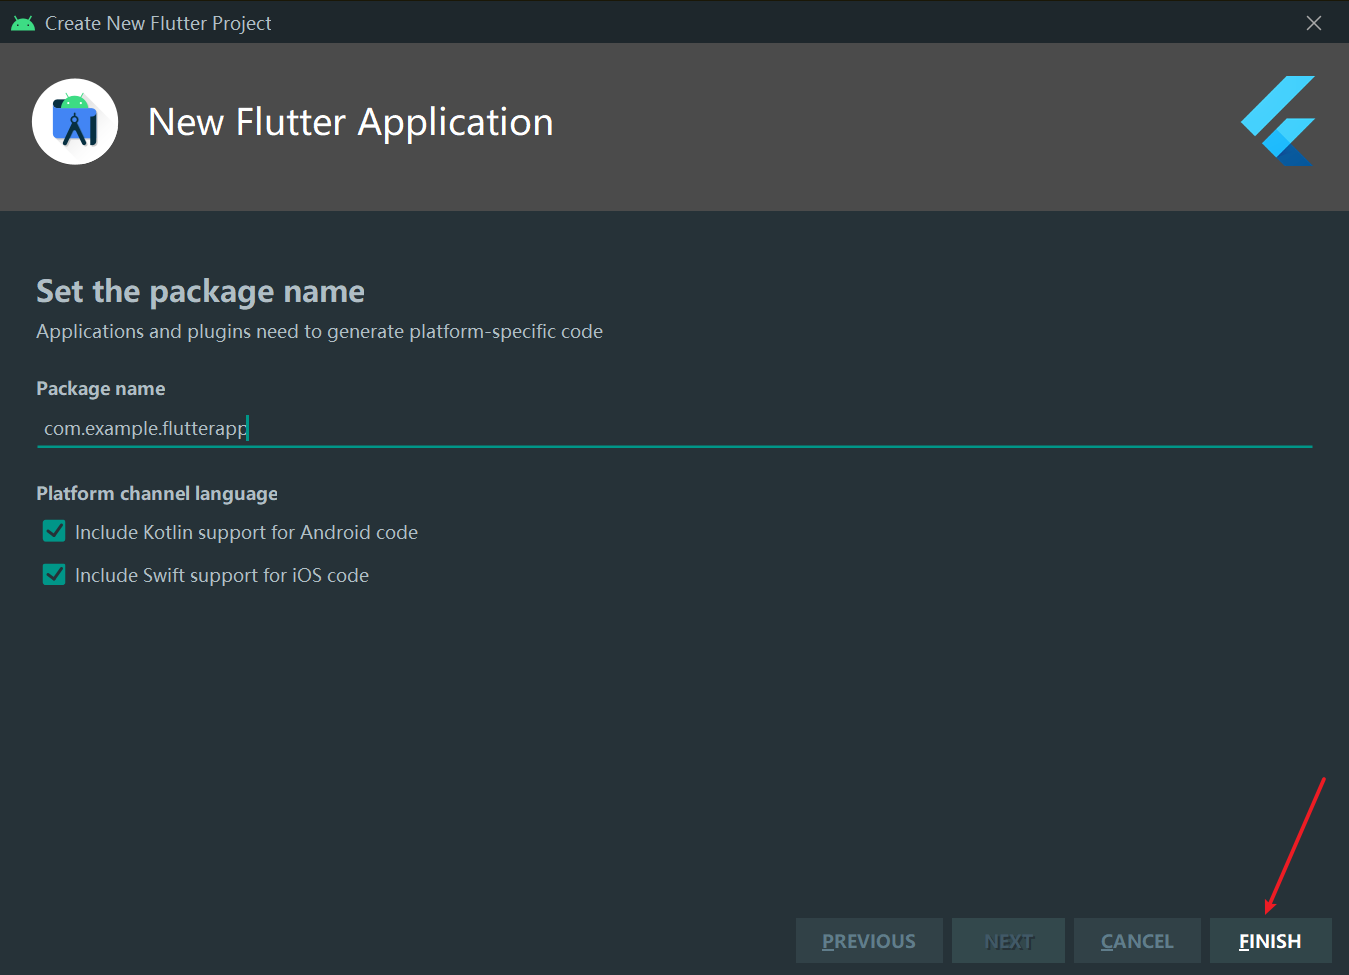 Create New Flutter Project
New Flutter Application
Set the package name
Applications and plugins need to generate platform-specific code
Package name
com.example.flutterapp
Platform channel language
Include Kotlin support for Android code
Include Swift support for iOS code
PREVIOUS NEXT CANCEL FINISH